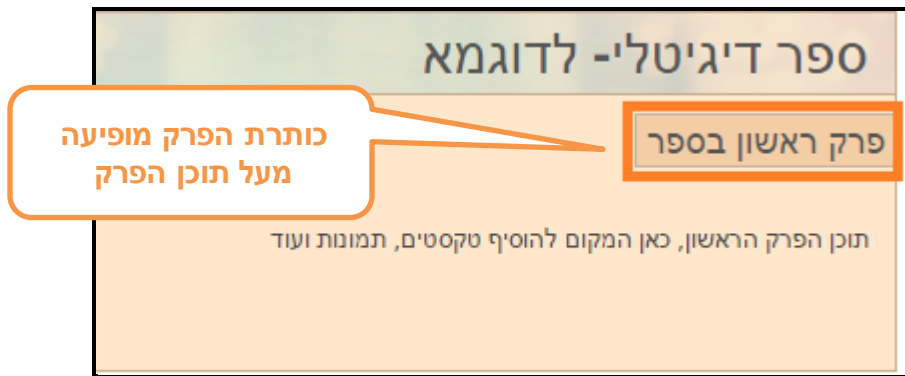 ספר דיגיטלי- לדוגמא
פרק ראשון בספר
כותרת הפרק מופיעה
מעל תוכן הפרק
תוכן הפרק הראשון, כאן המקום להוסיף טקסטים, תמונות ועוד